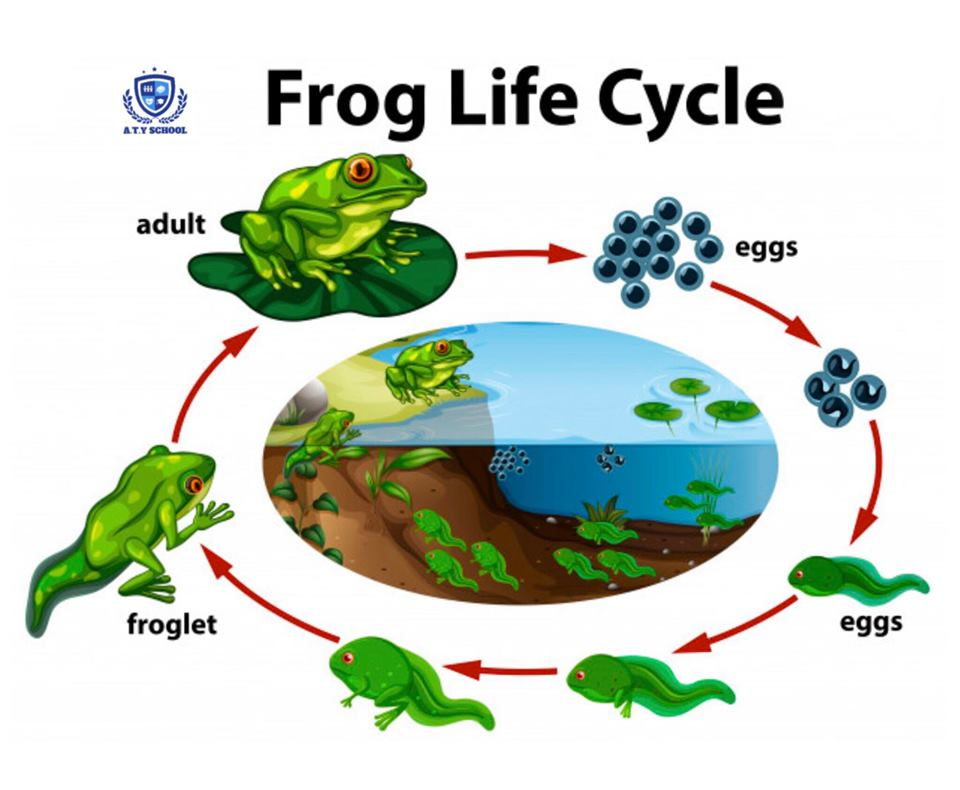 Frog Life Cycle
A.T.Y SCHOOL
adult
eggs
eggs
froglet